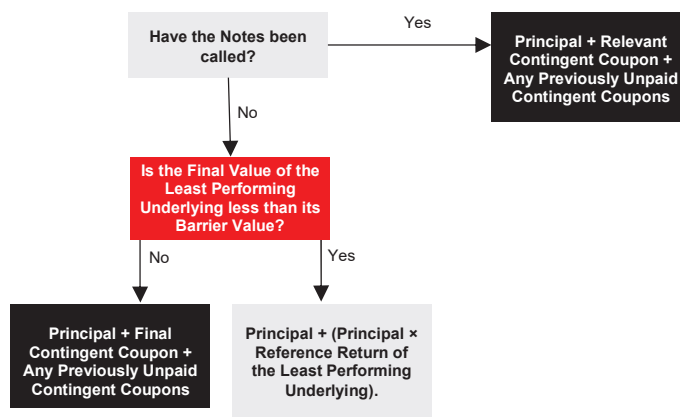 Have the Notes been
called?
Yes
Principal + Relevant
Contingent Coupon +
Any Previously Unpaid
Contingent Coupons
No
Is the Final Value of the
Least Performing
Underlying less than its
Barrier Value?
No
Yes
Principal + Final
Contingent Coupon +
Any Previously Unpaid
Contingent Coupons
Principal + (Principal ×
Reference Return of
the Least Performing
Underlying).